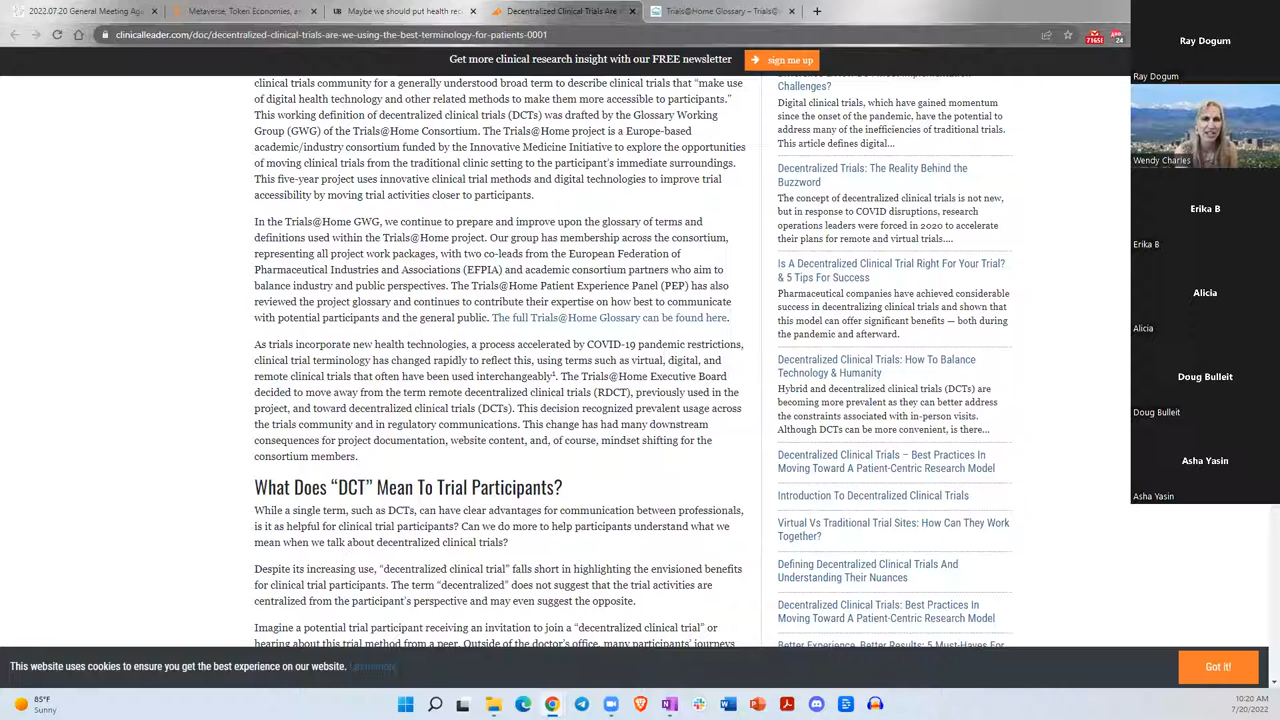 2022.07.20 General Meeting Age
Metaverse, Token Economies, an
Maybe we should put health rec
Decentralized Clinical Trials Are
Trials@Home Glossary – Trials@
clinicalleader.com/doc/decentralized-clinical-trials-are-we-using-the-best-terminology-for-patients-0001
Get more clinical research insight with our FREE newsletter
sign me up
clinical trials community for a generally understood broad term to describe clinical trials that “make use
of digital health technology and other related methods to make them more accessible to participants.”
This working definition of decentralized clinical trials (DCTs) was drafted by the Glossary Working
Group (GWG) of the Trials@Home Consortium. The Trials@Home project is a Europe-based
academic/industry consortium funded by the Innovative Medicine Initiative to explore the opportunities
of moving clinical trials from the traditional clinic setting to the participant’s immediate surroundings.
This five-year project uses innovative clinical trial methods and digital technologies to improve trial
accessibility by moving trial activities closer to participants.
In the Trials@Home GWG, we continue to prepare and improve upon the glossary of terms and
definitions used within the Trials@Home project. Our group has membership across the consortium,
representing all project work packages, with two co-leads from the European Federation of
Pharmaceutical Industries and Associations (EFPIA) and academic consortium partners who aim to
balance industry and public perspectives. The Trials@Home Patient Experience Panel (PEP) has also
reviewed the project glossary and continues to contribute their expertise on how best to communicate
with potential participants and the general public. The full Trials@Home Glossary can be found here.
As trials incorporate new health technologies, a process accelerated by COVID-19 pandemic restrictions,
clinical trial terminology has changed rapidly to reflect this, using terms such as virtual, digital, and
remote clinical trials that often have been used interchangeably¹. The Trials@Home Executive Board
decided to move away from the term remote decentralized clinical trials (RDCT), previously used in the
project, and toward decentralized clinical trials (DCTs). This decision recognized prevalent usage across
the trials community and in regulatory communications. This change has had many downstream
consequences for project documentation, website content, and, of course, mindset shifting for the
consortium members.
What Does “DCT” Mean To Trial Participants?
While a single term, such as DCTs, can have clear advantages for communication between professionals,
is it as helpful for clinical trial participants? Can we do more to help participants understand what we
mean when we talk about decentralized clinical trials?
Despite its increasing use, “decentralized clinical trial” falls short in highlighting the envisioned benefits
for clinical trial participants. The term “decentralized” does not suggest that the trial activities are
centralized from the participant’s perspective and may even suggest the opposite.
Imagine a potential trial participant receiving an invitation to join a “decentralized clinical trial” or
hearing about this trial method from a peer. Outside of the doctor’s office, many participants’ journeys
Challenges?
Digital clinical trials, which have gained momentum
since the onset of the pandemic, have the potential to
address many of the inefficiencies of traditional trials.
This article defines digital...
Decentralized Trials: The Reality Behind the
Buzzword
The concept of decentralized clinical trials is not new,
but in response to COVID disruptions, research
operations leaders were forced in 2020 to accelerate
their plans for remote and virtual trials....
Is A Decentralized Clinical Trial Right For Your Trial?
& 5 Tips For Success
Pharmaceutical companies have achieved considerable
success in decentralizing clinical trials and shown that
this model can offer significant benefits — both during
the pandemic and afterward.
Decentralized Clinical Trials: How To Balance
Technology & Humanity
Hybrid and decentralized clinical trials (DCTs) are
becoming more prevalent as they can better address
the constraints associated with in-person visits.
Although DCTs can be more convenient, is there...
Decentralized Clinical Trials – Best Practices In
Moving Toward A Patient-Centric Research Model
Introduction To Decentralized Clinical Trials
Virtual Vs Traditional Trial Sites: How Can They Work
Together?
Defining Decentralized Clinical Trials And
Understanding Their Nuances
Decentralized Clinical Trials: Best Practices In
Moving Toward A Patient-Centric Research Model
Better Experience, Better Results: 5 Must-Haves For
This website uses cookies to ensure you get the best experience on our website. Learn more
Got it!
Ray Dogum
Ray Dogum
Wendy Charles
Erika B
Erika B
Alicia
Alicia
Doug Bulleit
Doug Bulleit
Asha Yasin
Asha Yasin
85°F
Sunny
10:20 AM
7/20/2022